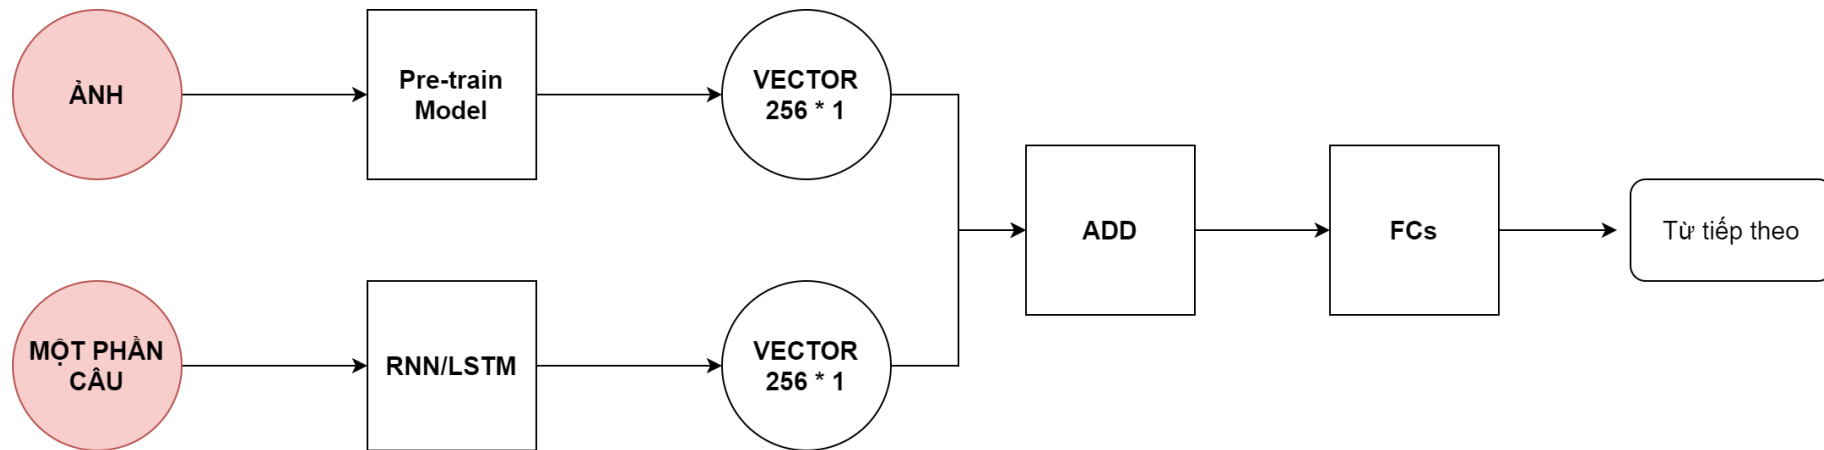 ẢNH
Pre-train
Model
VECTOR
256 * 1
MỘT PHẦN
CÂU
RNN/LSTM
VECTOR
256 * 1
ADD
FCs
Từ tiếp theo